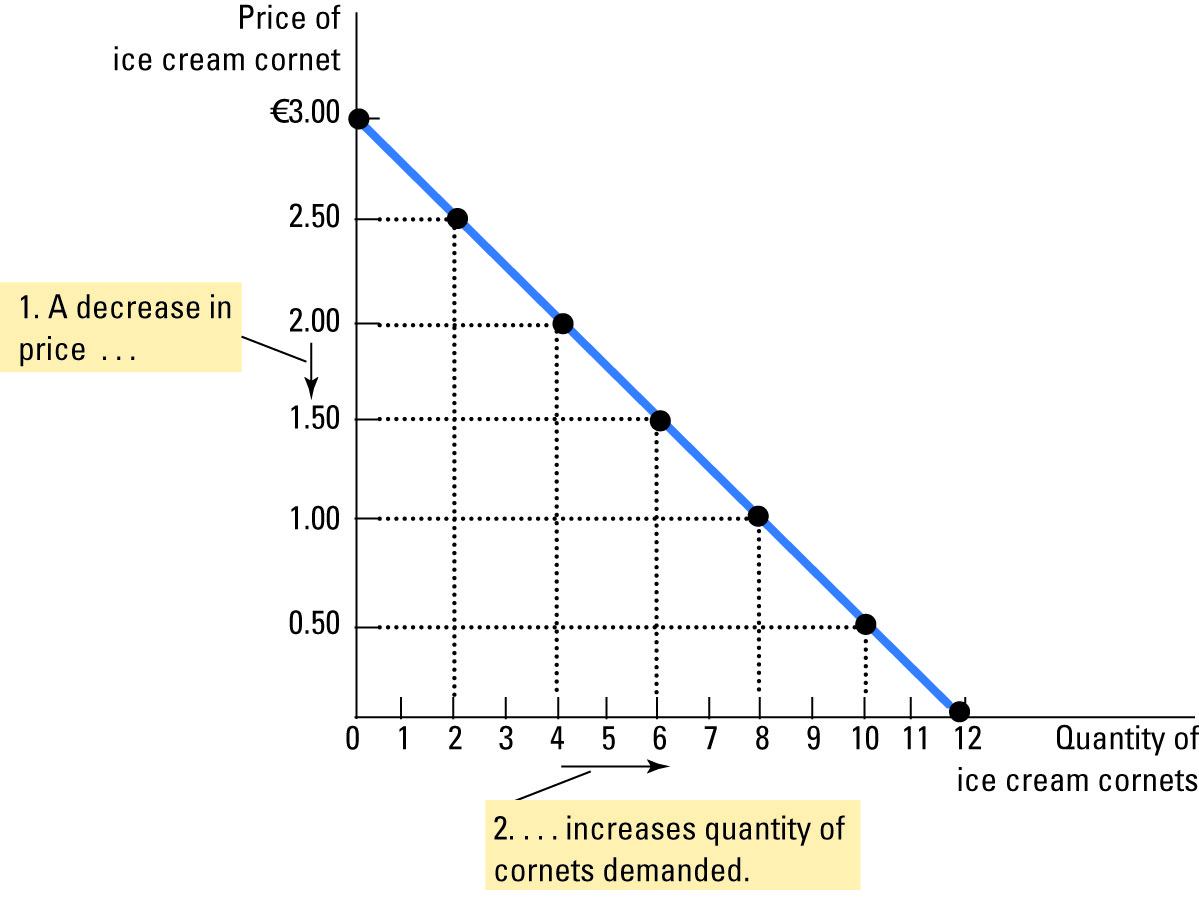 Price of
ice cream cornet
€3.00
2.50
1. A decrease in
price ...
2.00
1.50
1.00
0.50
0 1 2 3 4 5 6 7 8 9 10 11 12
Quantity of
ice cream cornets
2. ... increases quantity of
cornets demanded.